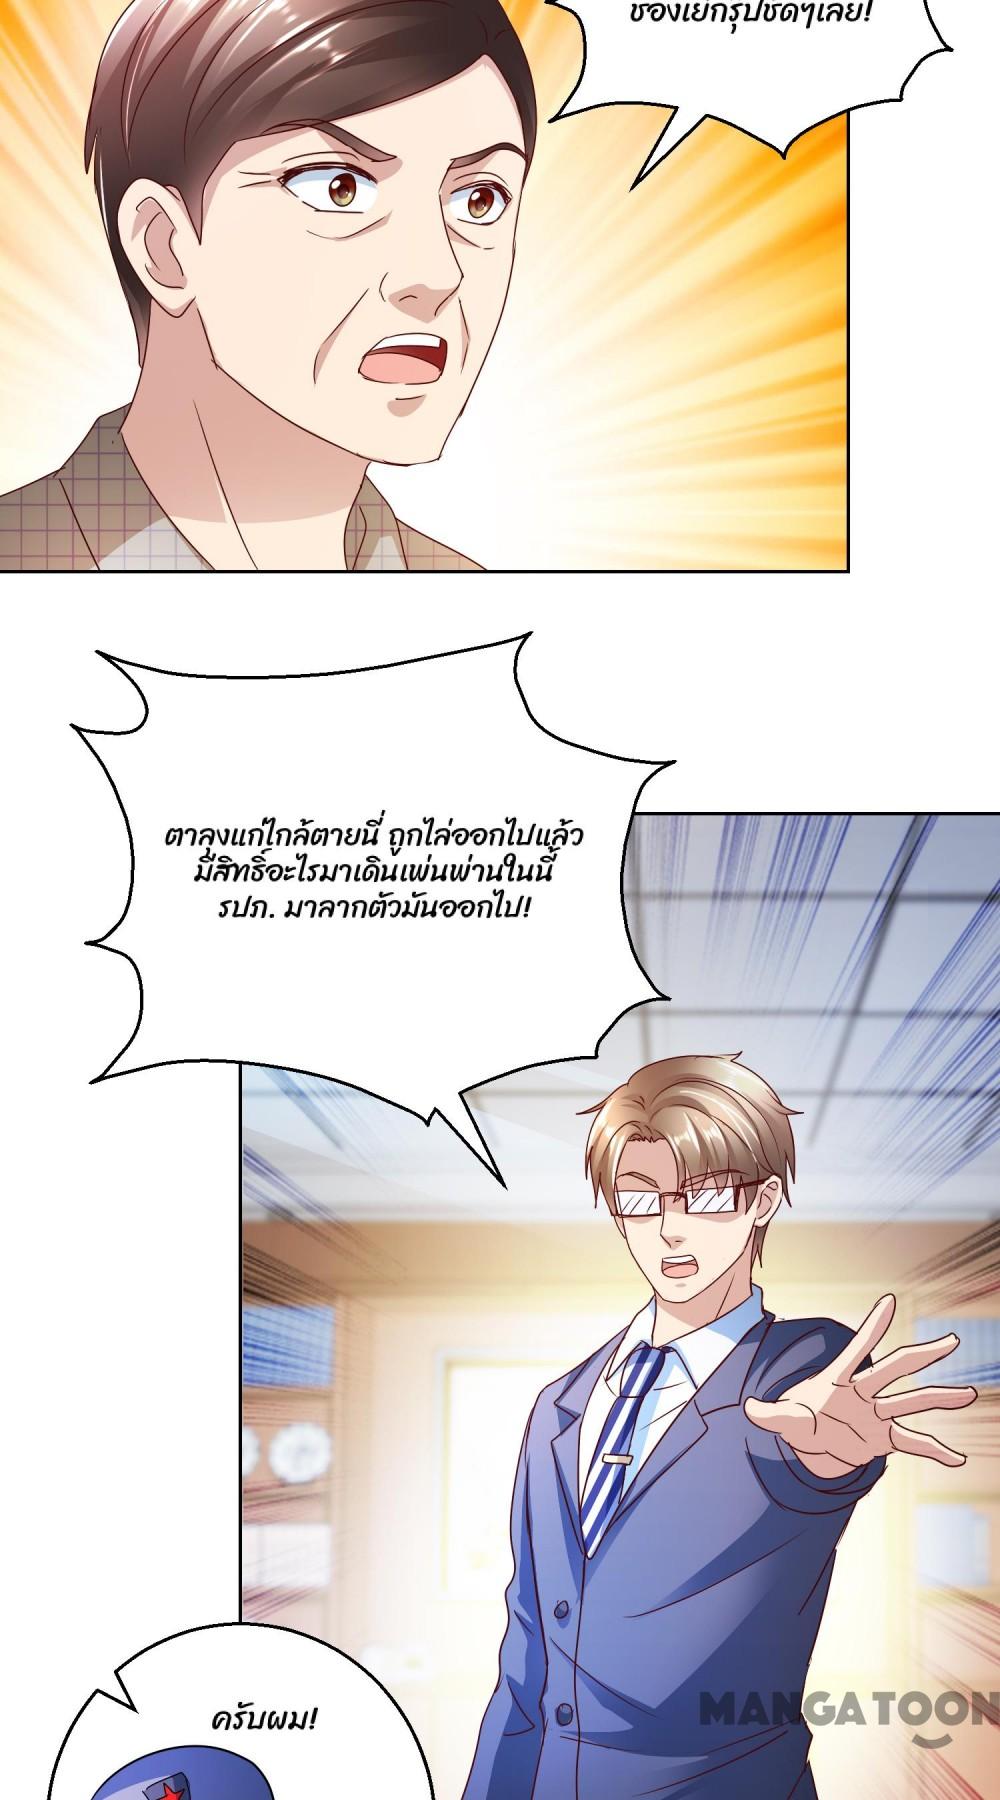 ช่องเยกรุปชัดๆเลย!
ตาลุงแก่ใกล้ตายนี่ ถูกไล่ออกไปแล้ว
มีสิทธิ์อะไรมาเดินเพ่นพ่านในนี้
รปภ. มาลากตัวมันออกไป!
ครับผม!
MANGATOON